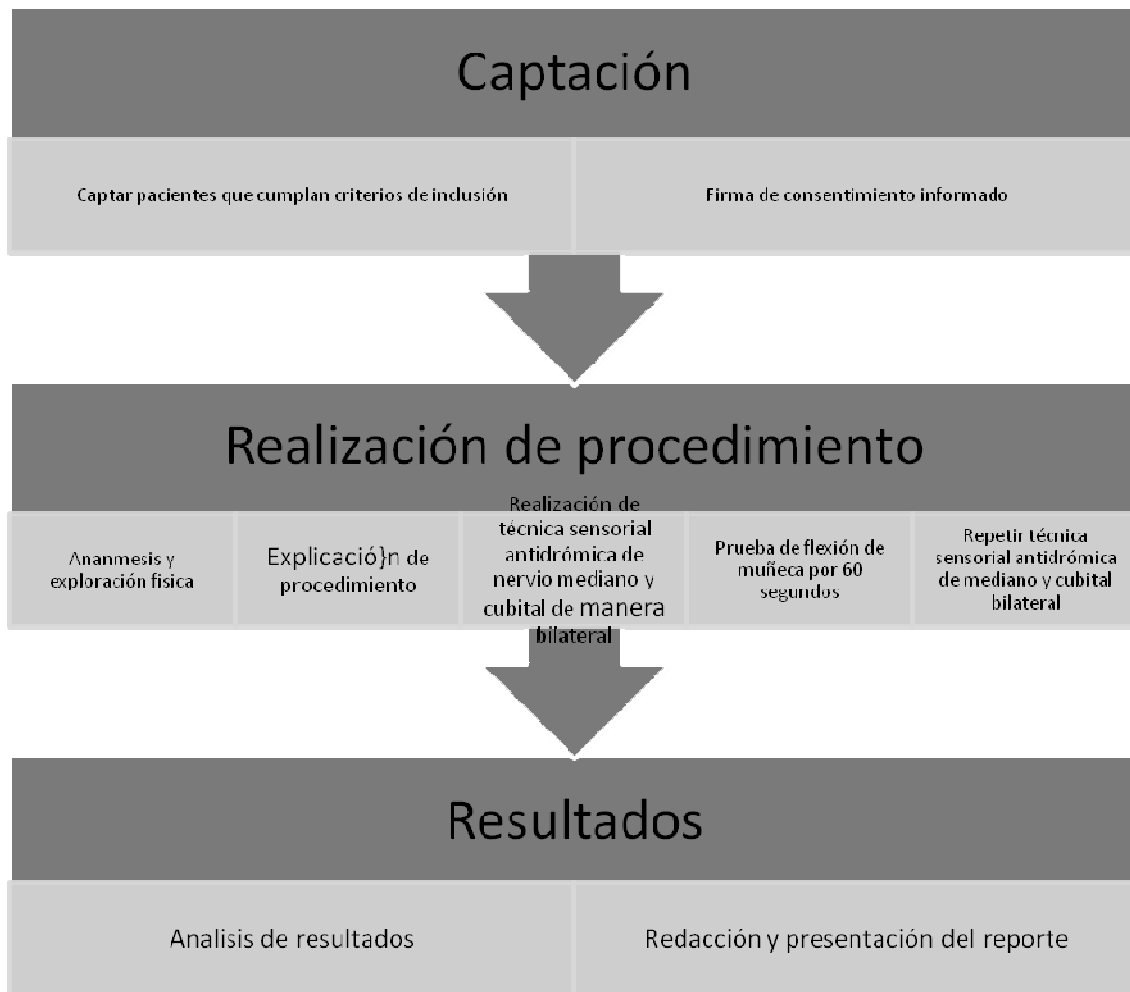 Captación
Captar pacientes que cumplan criterios de inclusión
Firma de consentimiento informado
Realización de procedimiento
Ananmesis y
exploración fisica
Explicació}n de
procedimiento
Realización de
técnica sensorial
antidrómica de
nervio mediano y
cubital de manera
bilateral
Prueba de flexión de
muñeca por 60
segundos
Repetir técnica
sensorial antidrómica
de mediano y cubital
bilateral
Resultados
Analisis de resultados
Redacción y presentación del reporte